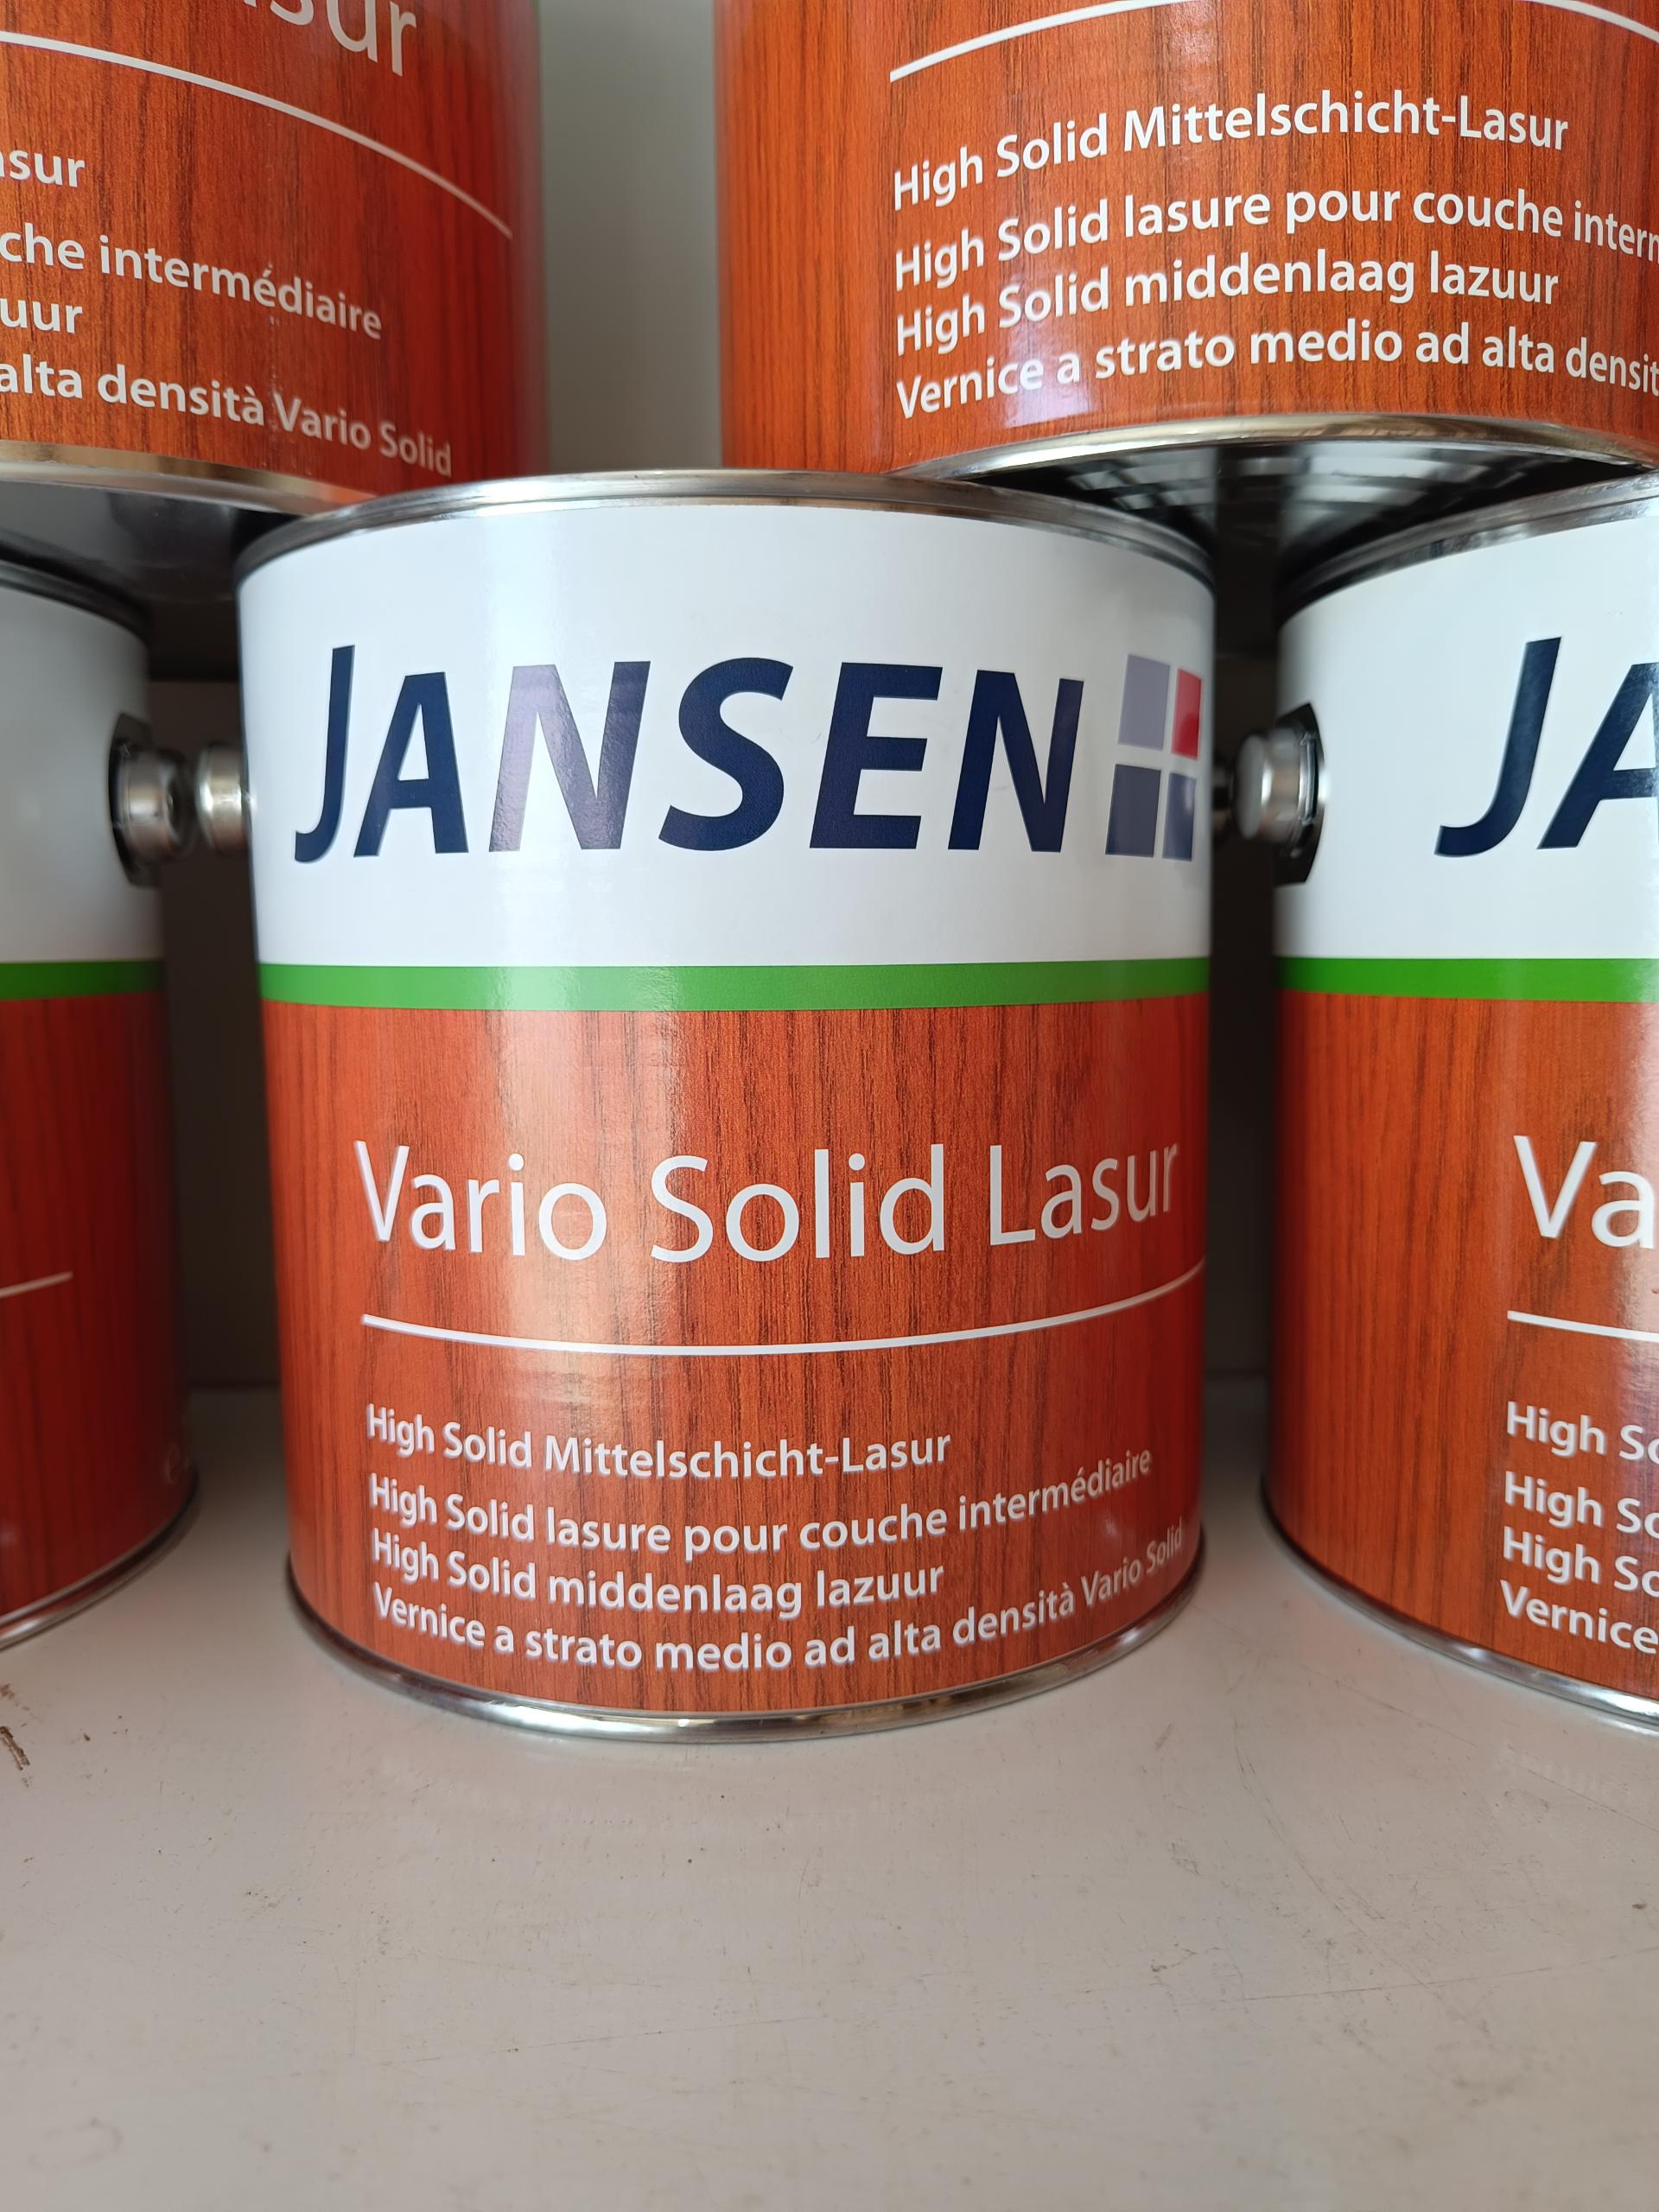 asur
asur
che intermédiaire
uur
alta densità Vario Solid
High Solid Mittelschicht-Lasur
High Solid lasure pour couche interm
High Solid middenlaag lazuur
Vernice a strato medio ad alta densit
JANSEN
Vario Solid Lasur
High Solid Mittelschicht-Lasur
High Solid lasure pour couche intermédiaire
High Solid middenlaag lazuur
Vernice a strato medio ad alta densità Vario Solid
JA
Va
High So
High So
High So
Vernice